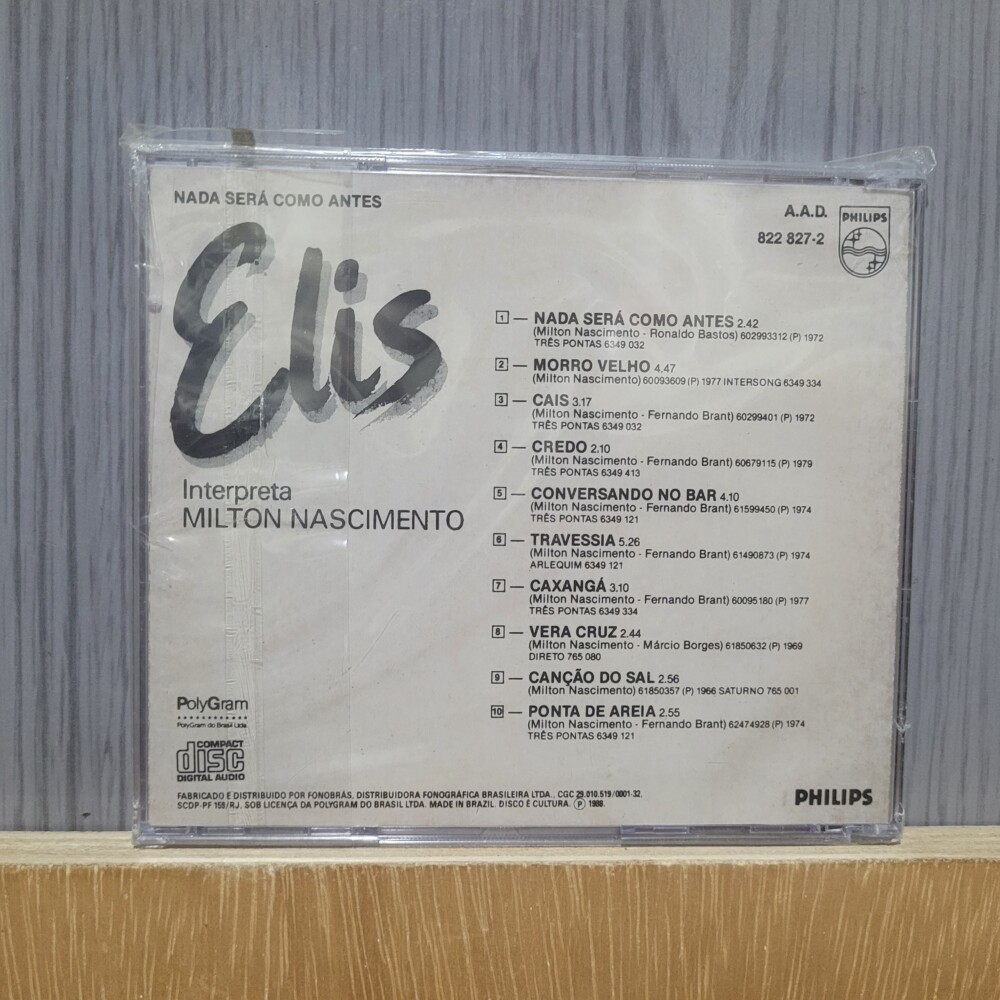 NADA SERÁ COMO ANTES
Elis
Interpreta
MILTON NASCIMENTO
A.A.D.
822 827-2
PHILIPS
1 — NADA SERÁ COMO ANTES 2.42
(Milton Nascimento - Ronaldo Bastos) 602993312 (P) 1972
TRÊS PONTAS 6349 032
2 — MORRO VELHO 4.47
(Milton Nascimento) 60093609 (P) 1977 INTERSONG 6349 334
3 — CAIS 3.17
(Milton Nascimento - Fernando Brant) 60299401 (P) 1972
TRÊS PONTAS 6349 032
4 — CREDO 2.10
(Milton Nascimento - Fernando Brant) 60679115 (P) 1979
TRÊS PONTAS 6349 413
5 — CONVERSANDO NO BAR 4.10
(Milton Nascimento - Fernando Brant) 61599450 (P) 1974
TRÊS PONTAS 6349 121
6 — TRAVESSIA 5.26
(Milton Nascimento - Fernando Brant) 61490873 (P) 1974
ARLEQUIM 6349 121
7 — CAXANGÁ 3.10
(Milton Nascimento - Fernando Brant) 60095180 (P) 1977
TRÊS PONTAS 6349 334
8 — VERA CRUZ 2.44
(Milton Nascimento - Márcio Borges) 61850632 (P) 1969
DIRETO 765 080
9 — CANÇÃO DO SAL 2.56
(Milton Nascimento) 61850357 (P) 1966 SATURNO 765 001
10 — PONTA DE AREIA 2.55
(Milton Nascimento - Fernando Brant) 62474928 (P) 1974
TRÊS PONTAS 6349 121
PolyGram
PolyGram do Brasil Ltda.
COMPACT
disc
DIGITAL AUDIO
FABRICADO E DISTRIBUIDO POR FONOBRÁS, DISTRIBUIDORA FONOGRÁFICA BRASILEIRA LTDA., CGC 29.010.519/0001-32.
SCDP-PF 159/RJ, SOB LICENÇA DA POLYGRAM DO BRASIL LTDA. MADE IN BRAZIL. DISCO É CULTURA. Ⓟ 1988.
PHILIPS